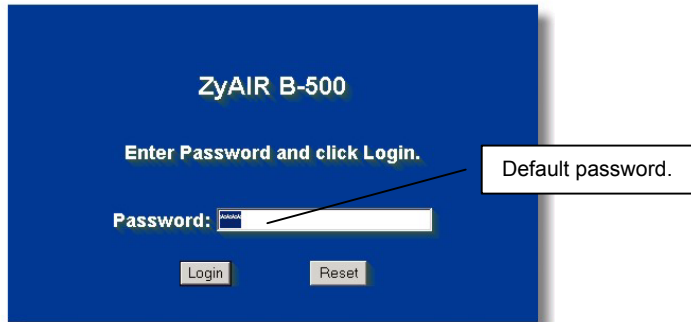 ZyAIR B-500
Enter Password and click Login.
Default password.
Password: ****
Login Reset